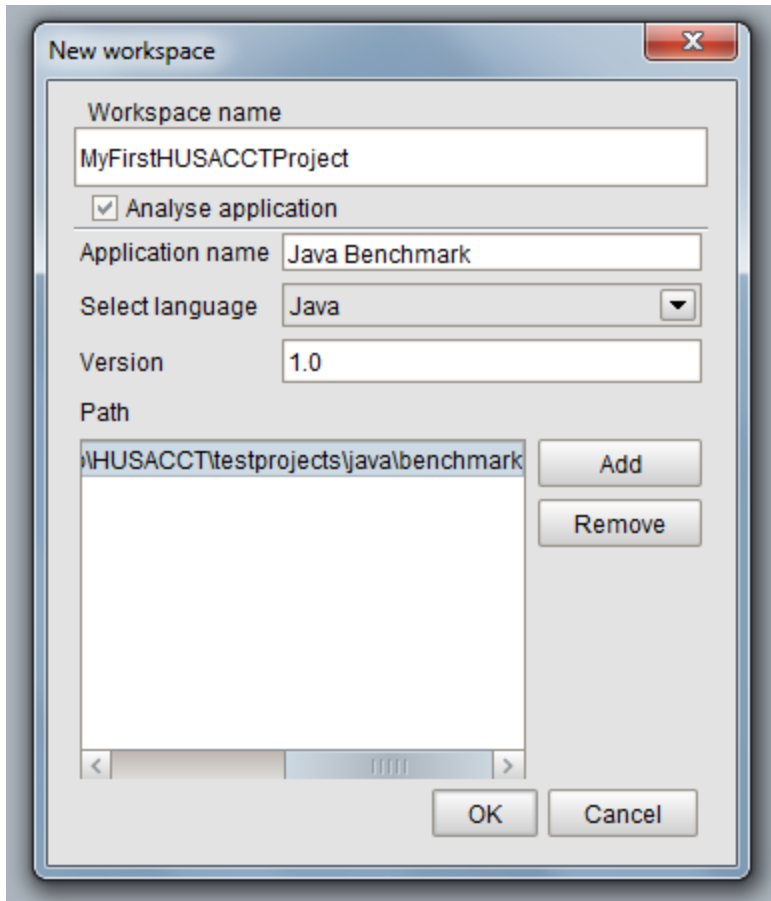 New workspace
Workspace name
MyFirstHUSACCTProject
Analyse application
Application name Java Benchmark
Select language Java
Version 1.0
Path
\HUSACCT\testprojects\java\benchmark
Add
Remove
OK Cancel